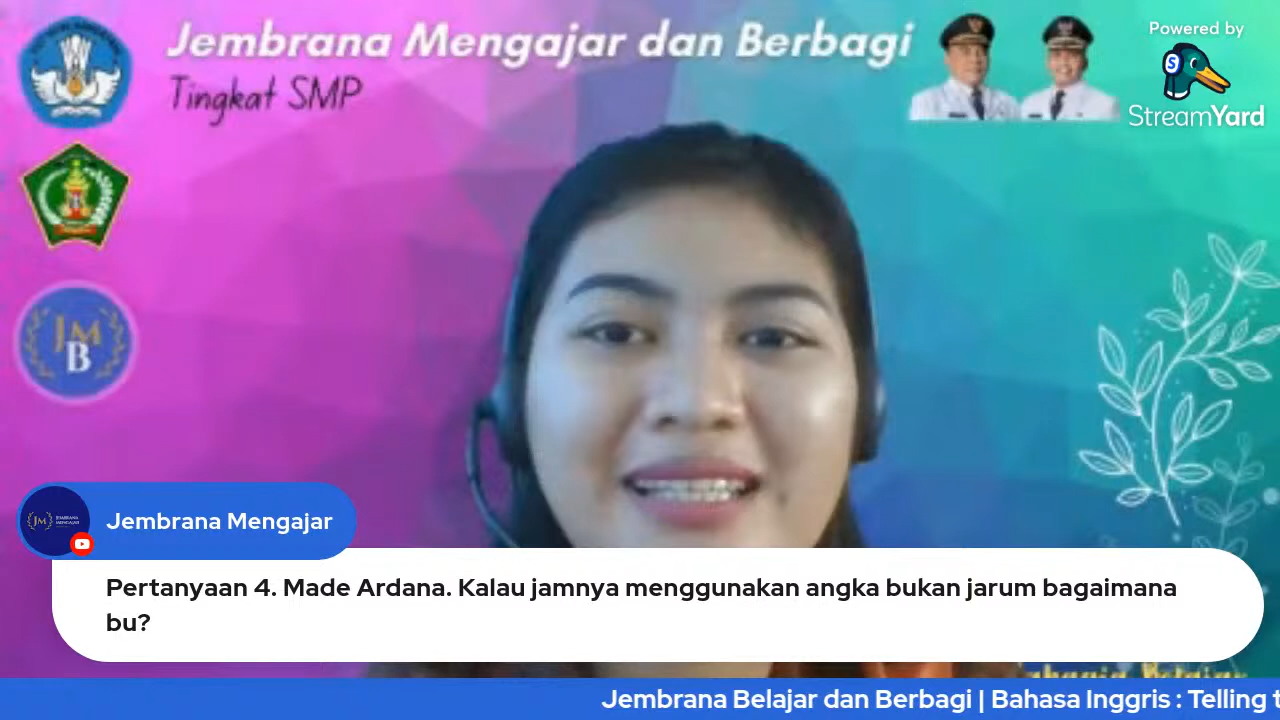 Jembrana Mengajar dan Berbagi
Tingkat SMP
Powered by
StreamYard
JMB
Jembrana Mengajar
Pertanyaan 4. Made Ardana. Kalau jamnya menggunakan angka bukan jarum bagaimana
bu?
Jembrana Belajar dan Berbagi | Bahasa Inggris : Telling t